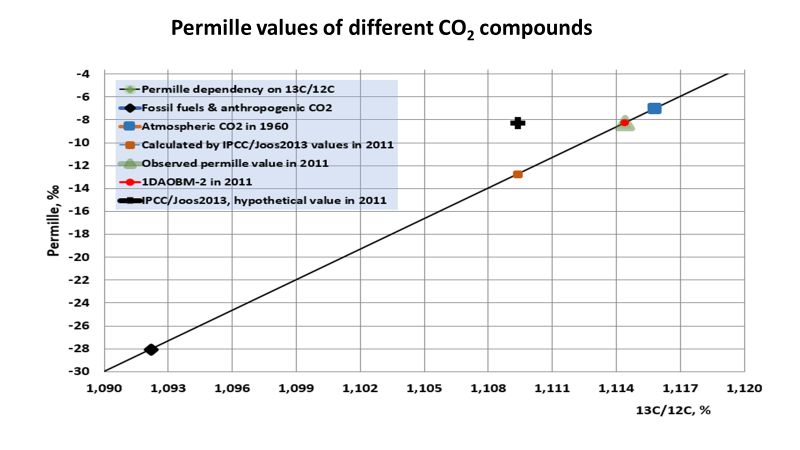 Permille values of different CO2 compounds
-4
-6
-8
-10
-12
-14
-16
-18
-20
-22
-24
-26
-28
-30
Permille, ‰
Permille dependency on 13C/12C
Fossil fuels & anthropogenic CO2
Atmospheric CO2 in 1960
Calculated by IPCC/Joos2013 values in 2011
Observed permille value in 2011
1DAOBM-2 in 2011
IPCC/Joos2013, hypothetical value in 2011
1,090 1,093 1,096 1,099 1,102 1,105 1,108 1,111 1,114 1,117 1,120
13C/12C, %